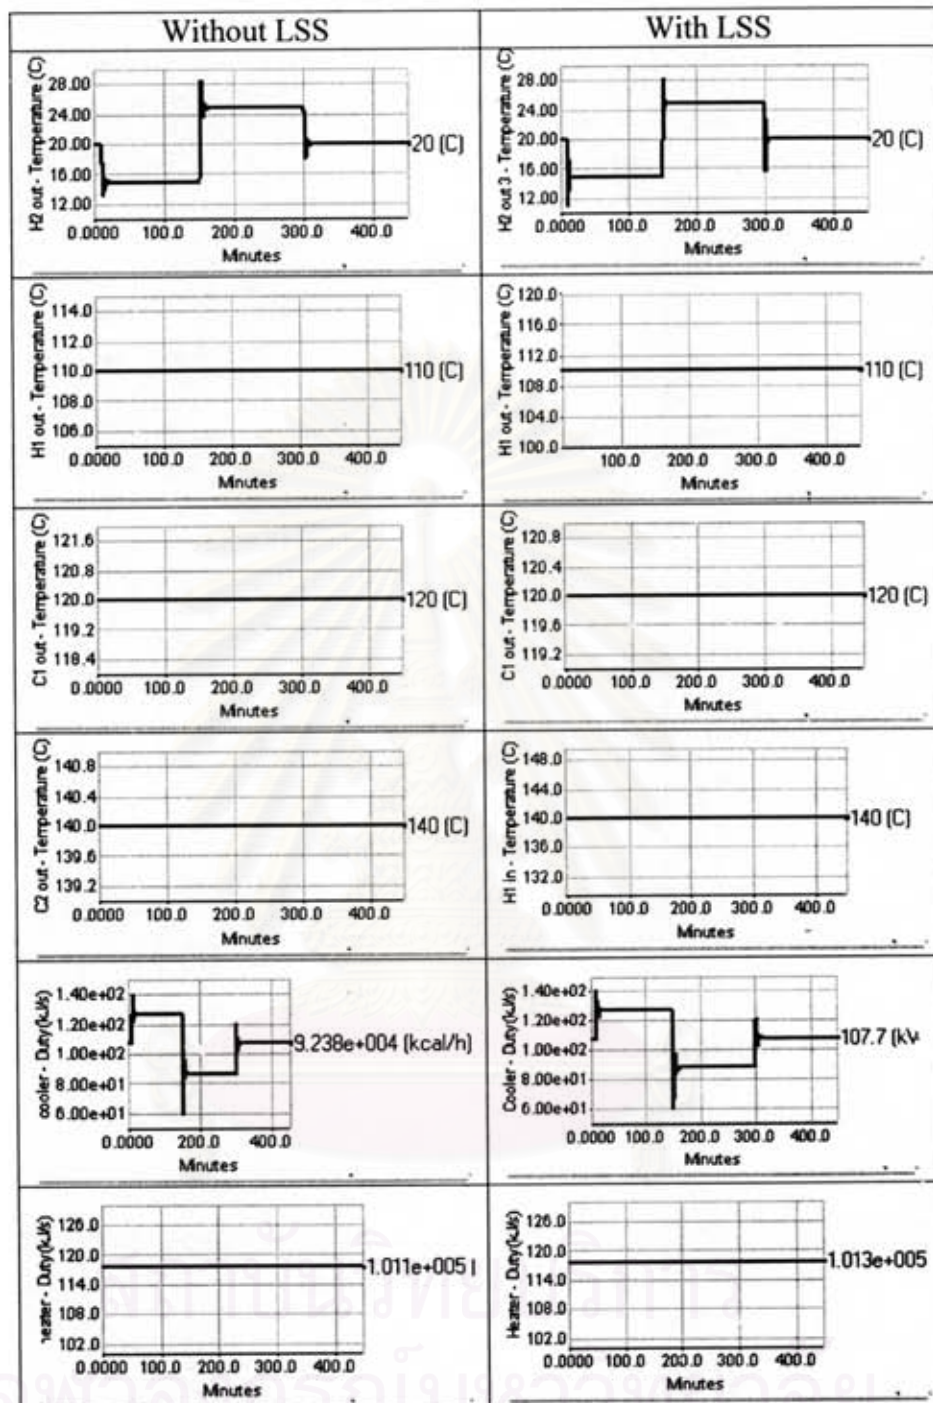 Without LSS
With LSS
H2 out - Temperature (C)
28.00
24.00
20.00
16.00
12.00
20 (C)
0.0000 100.0 200.0 300.0 400.0
Minutes
H2 out 3 - Temperature (C)
28.00
24.00
20.00
16.00
12.00
20 (C)
0.0000 100.0 200.0 300.0 400.0
Minutes
H1 out - Temperature (C)
114.0
112.0
110.0
108.0
106.0
110 (C)
0.0000 100.0 200.0 300.0 400.0
Minutes
H1 out - Temperature (C)
120.0
116.0
112.0
108.0
104.0
100.0
110 (C)
100.0 200.0 300.0 400.0
Minutes
C1 out - Temperature (C)
121.6
120.8
120.0
119.2
118.4
120 (C)
0.0000 100.0 200.0 300.0 400.0
Minutes
C1 out - Temperature (C)
120.8
120.4
120.0
119.6
119.2
120 (C)
0.0000 100.0 200.0 300.0 400.0
Minutes
C2 out - Temperature (C)
140.8
140.4
140.0
139.6
139.2
140 (C)
0.0000 100.0 200.0 300.0 400.0
Minutes
H1 in - Temperature (C)
148.0
144.0
140.0
136.0
132.0
140 (C)
0.0000 100.0 200.0 300.0 400.0
Minutes
cooler - Duty(kJ/s)
1.40e+02
1.20e+02
1.00e+02
8.00e+01
6.00e+01
9.238e+004 (kcal/h)
0.0000 200.0 400.0
Minutes
Cooler - Duty(kJ/s)
1.40e+02
1.20e+02
1.00e+02
8.00e+01
6.00e+01
107.7 (kW
0.0000 100.0 200.0 300.0 400.0
Minutes
heater - Duty(kJ/s)
126.0
120.0
114.0
108.0
102.0
1.011e+005 (
0.0000 100.0 200.0 300.0 400.0
Minutes
Heater - Duty(kJ/s)
126.0
120.0
114.0
108.0
102.0
1.013e+005
0.0000 100.0 200.0 300.0 400.0
Minutes